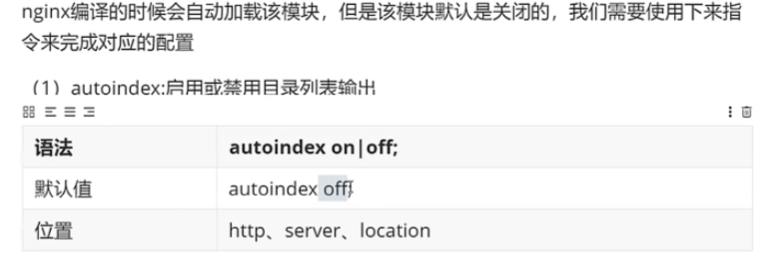 nginx编译的时候会自动加载该模块，但是该模块默认是关闭的，我们需要使用下来指
令来完成对应的配置
（1）autoindex:启用或禁用目录列表输出
语法 autoindex on|off;
默认值 autoindex off;
位置 http、server、location